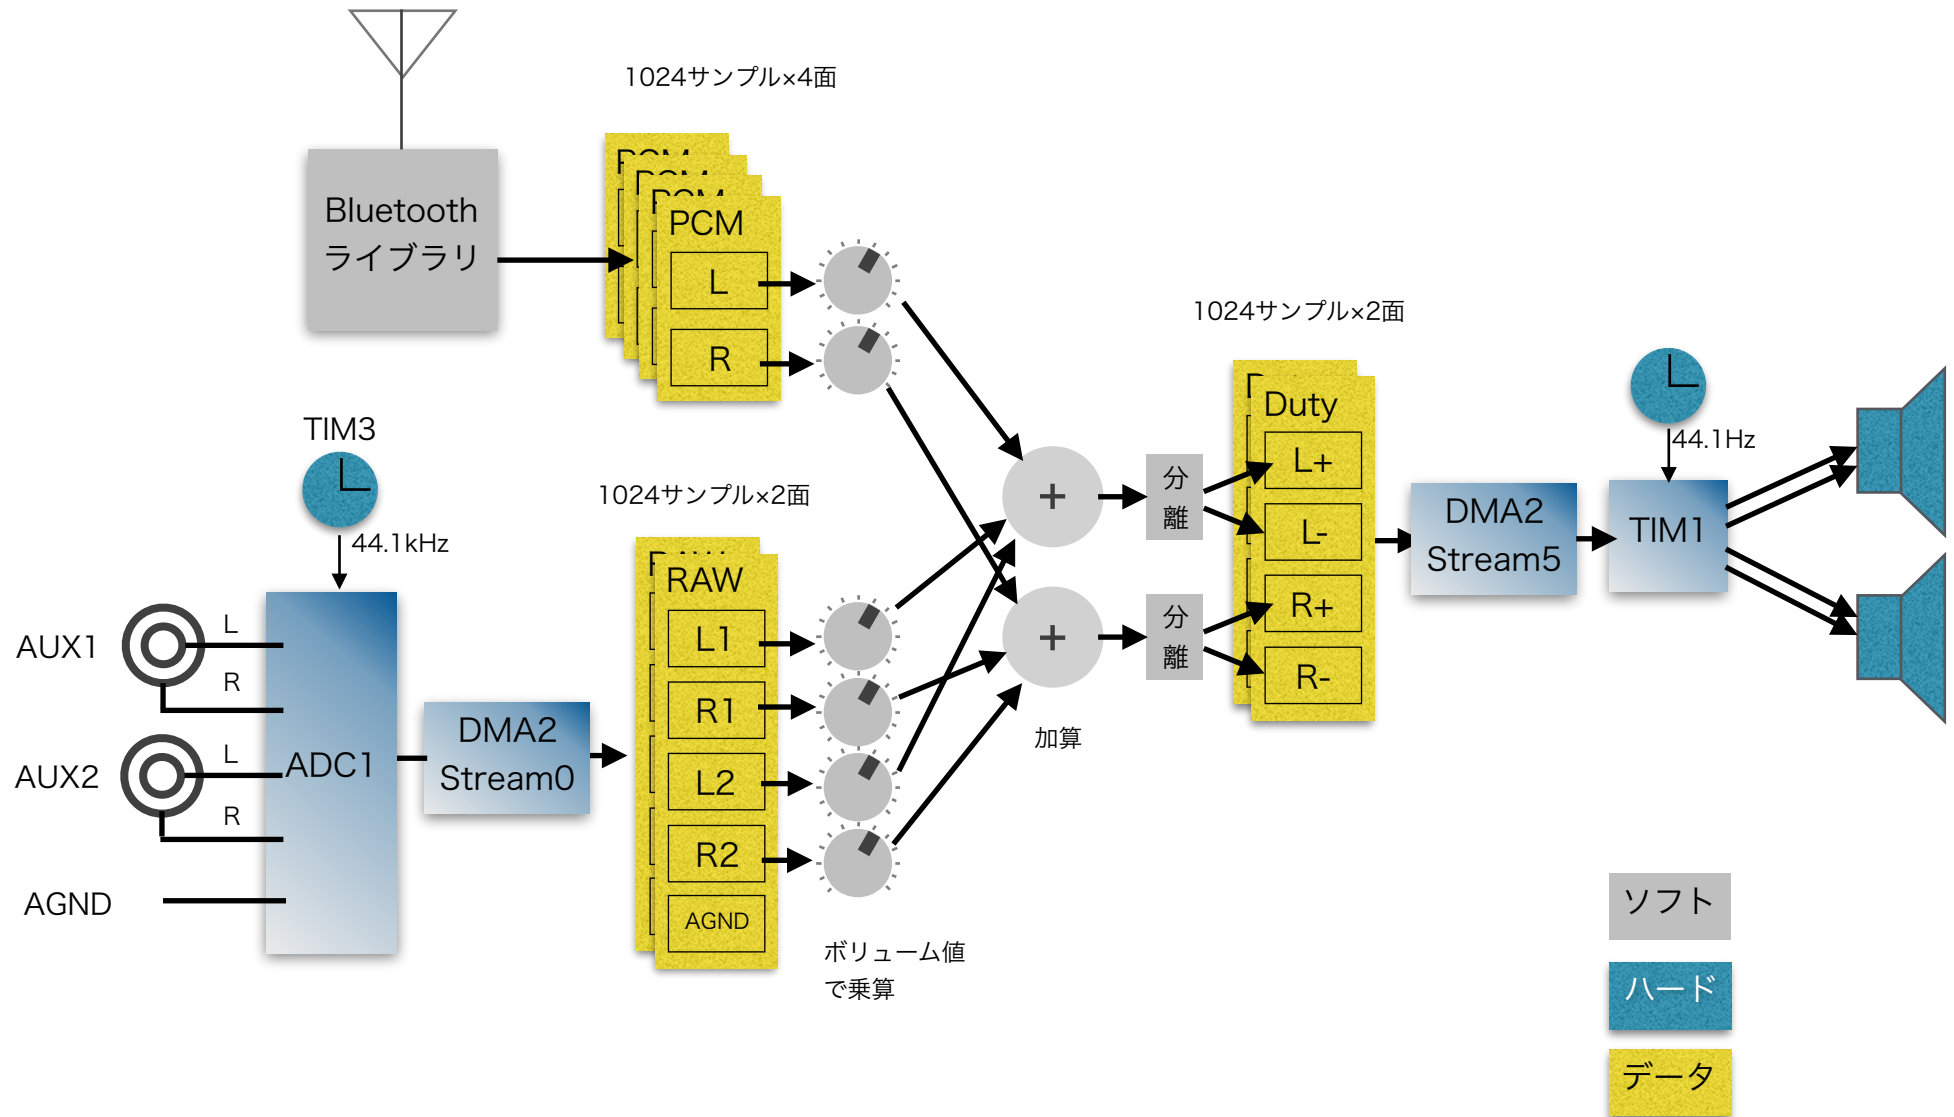 1024サンプル×4面
Bluetooth
ライブラリ
PCM
PCM
PCM
PCM
L
R
TIM3
44.1kHz
1024サンプル×2面
RAW
RAW
L1
R1
L2
R2
AGND
AUX1
L
R
AUX2
L
R
AGND
ADC1
DMA2
Stream0
ボリューム値
で乗算
+
+
加算
分
離
分
離
1024サンプル×2面
Duty
L+
L-
R+
R-
DMA2
Stream5
44.1Hz
TIM1
ソフト
ハード
データ